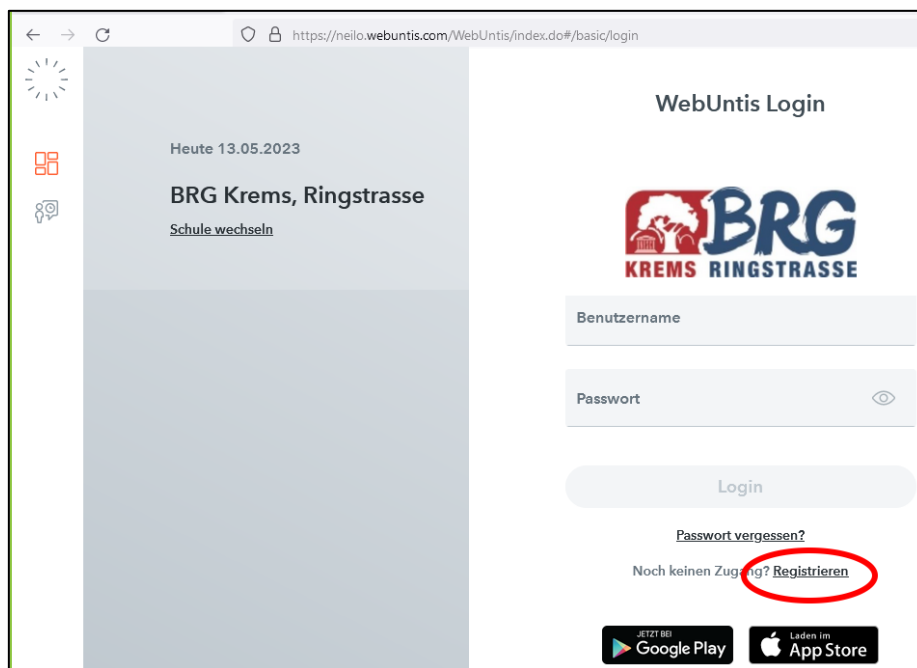 https://neilo.webuntis.com/WebUntis/index.do#/basic/login
WebUntis Login
Heute 13.05.2023
BRG Krems, Ringstrasse
Schule wechseln
BRG
KREMS RINGSTRASSE
Benutzername
Passwort
Login
Passwort vergessen?
Noch keinen Zugang? Registrieren
JETZT BEI
Google Play
Laden im
App Store